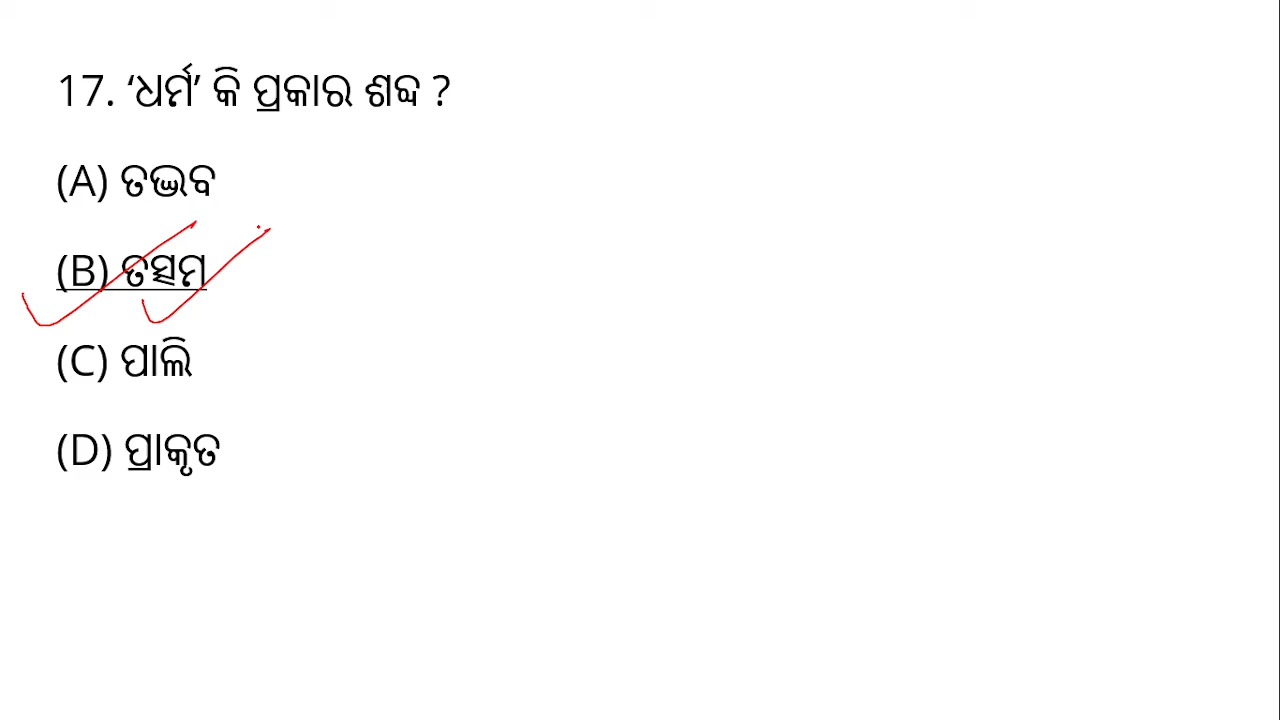 17. ‘ଧର୍ମ’ କି ପ୍ରକାର ଶବ୍ଦ ?
(A) ତଦ୍ଭବ
(B) ତତ୍ସମ
(C) ପାଲି
(D) ପ୍ରାକୃତ